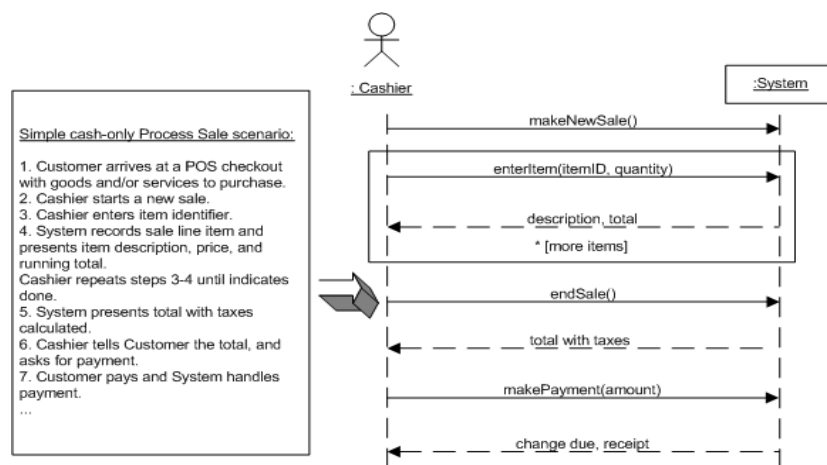 : Cashier
:System
Simple cash-only Process Sale scenario:
1. Customer arrives at a POS checkout
with goods and/or services to purchase.
2. Cashier starts a new sale.
3. Cashier enters item identifier.
4. System records sale line item and
presents item description, price, and
running total.
Cashier repeats steps 3-4 until indicates
done.
5. System presents total with taxes
calculated.
6. Cashier tells Customer the total, and
asks for payment.
7. Customer pays and System handles
payment.
...
makeNewSale()
enterItem(itemID, quantity)
description, total
* [more items]
endSale()
total with taxes
makePayment(amount)
change due, receipt